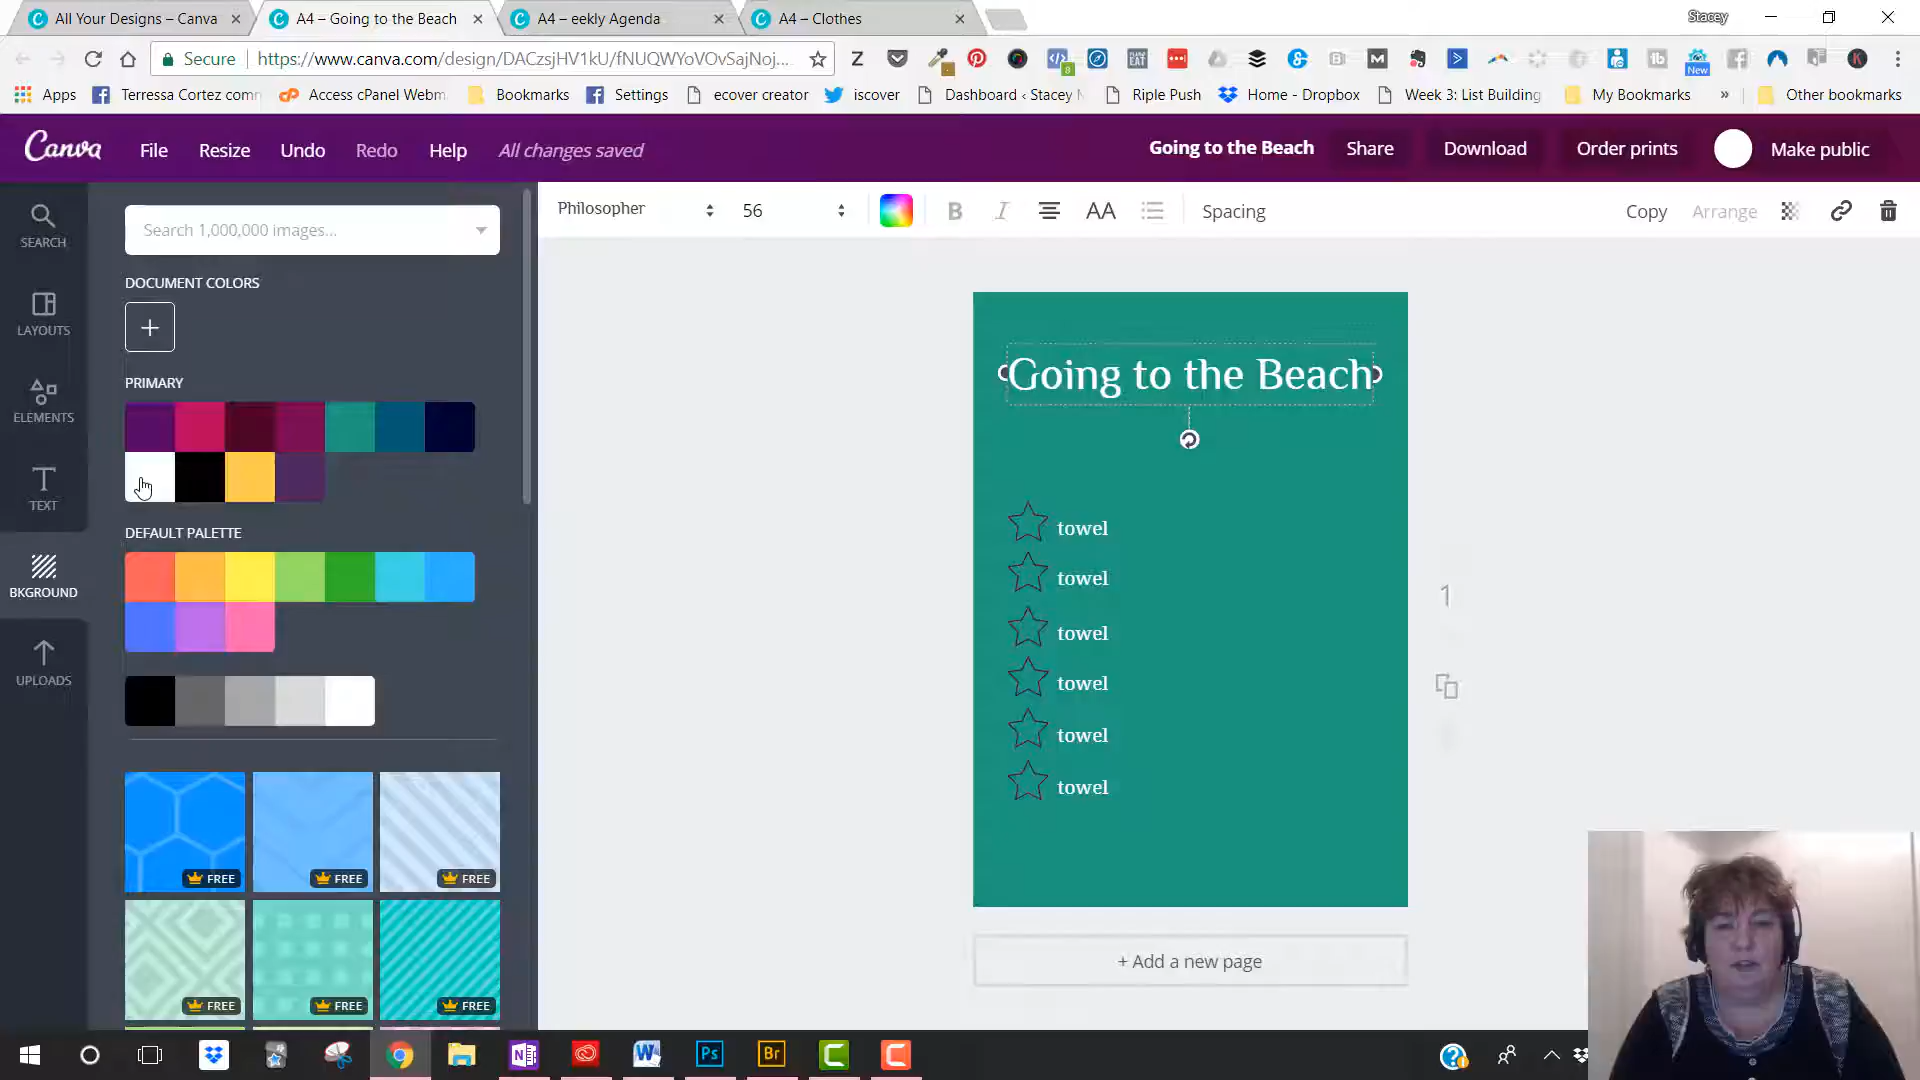 All Your Designs – Canva
A4 – Going to the Beach
A4 – eekly Agenda
A4 – Clothes
Stacey
Secure
https://www.canva.com/design/DACzsjHV1kU/fNUQWYoVOvSajNoj...
New
Apps
Terressa Cortez com
Access cPanel Webm
Bookmarks
Settings
ecover creator
iscover
Dashboard ‹ Stacey
Riple Push
Home - Dropbox
Week 3: List Building
My Bookmarks
»
Other bookmarks
Canva
File
Resize
Undo
Redo
Help
All changes saved
Going to the Beach
Share
Download
Order prints
Make public
SEARCH
LAYOUTS
ELEMENTS
TEXT
BKGROUND
UPLOADS
Search 1,000,000 images...
DOCUMENT COLORS
+
PRIMARY
DEFAULT PALETTE
FREE
FREE
FREE
FREE
FREE
FREE
Philosopher
56
B
I
AA
Spacing
Copy
Arrange
Going to the Beach
towel
towel
towel
towel
towel
towel
1
+ Add a new page
Ps
Br